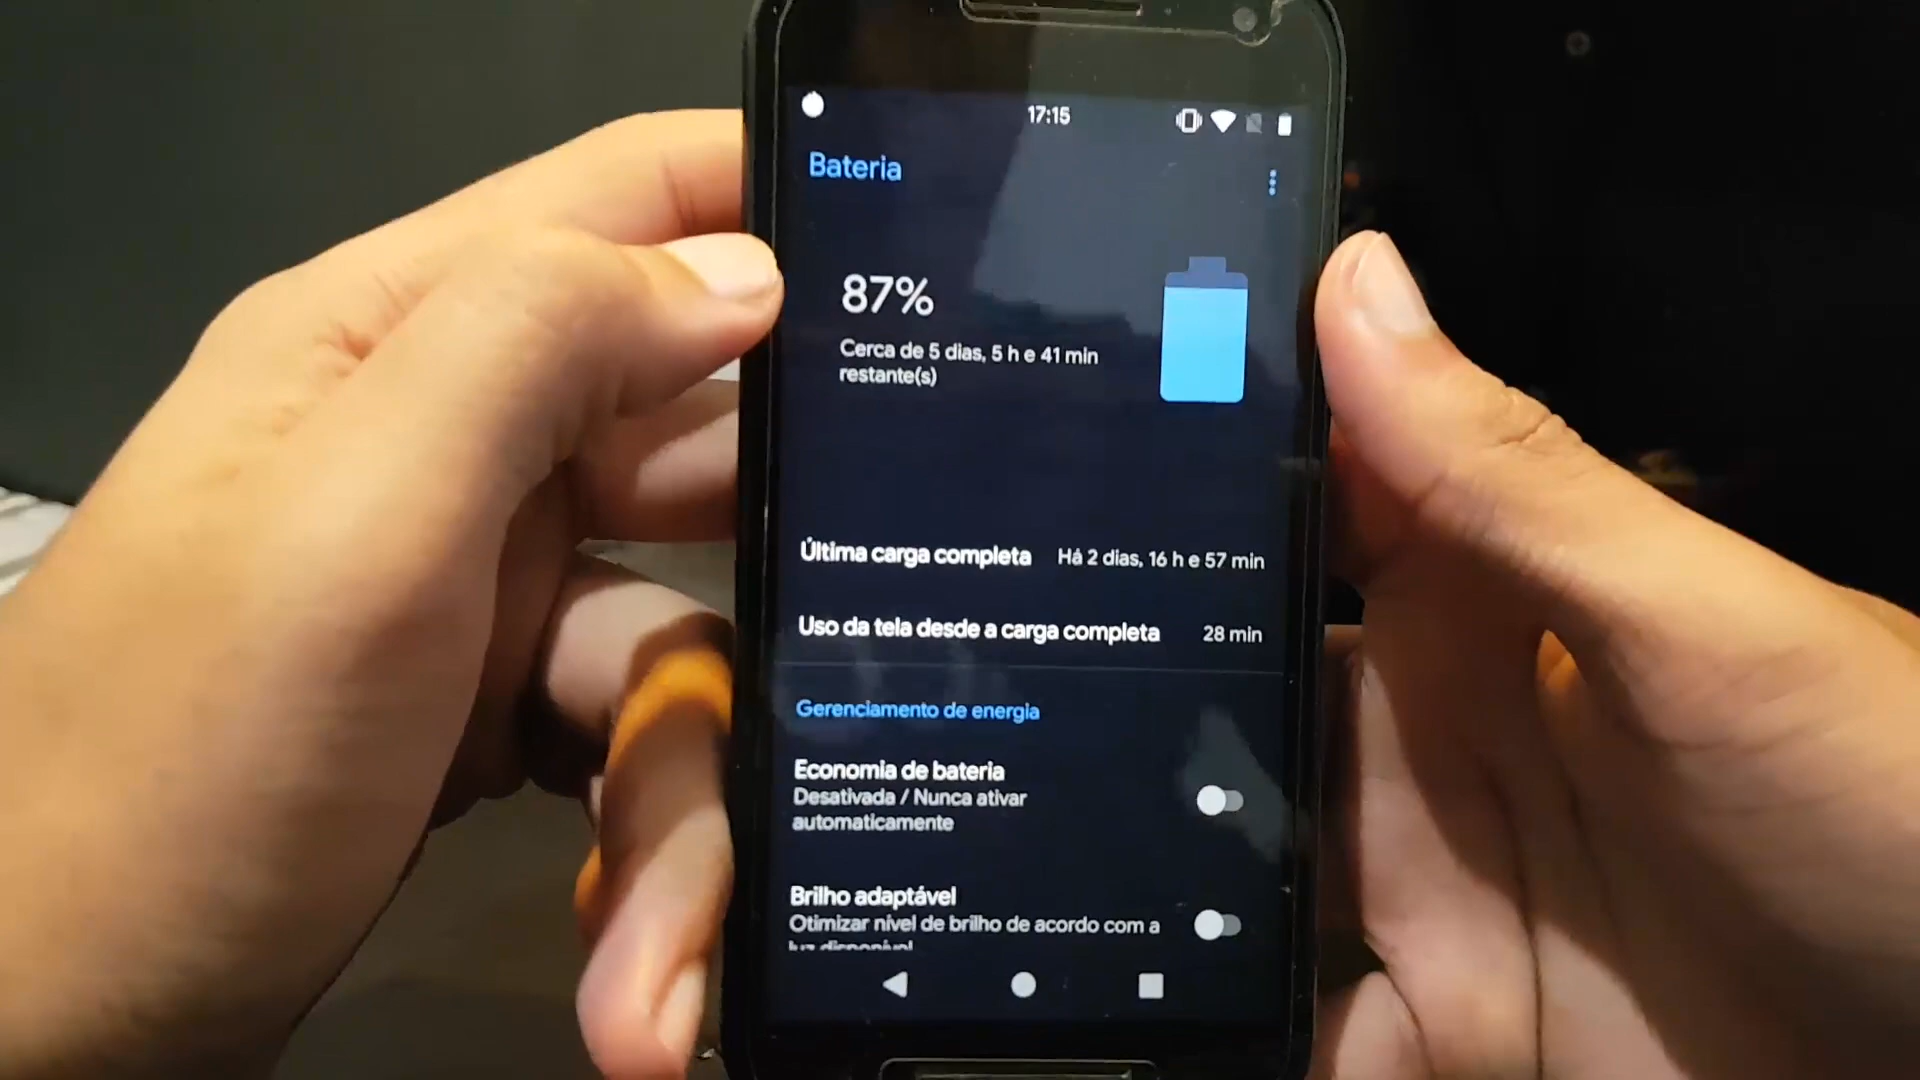 17:15
Bateria
87%
Cerca de 5 dias, 5 h e 41 min
restante(s)
Última carga completa Há 2 dias, 16 h e 57 min
Uso da tela desde a carga completa 28 min
Gerenciamento de energia
Economia de bateria
Desativada / Nunca ativar
automaticamente
Brilho adaptável
Otimizar nível de brilho de acordo com a
luz disponível